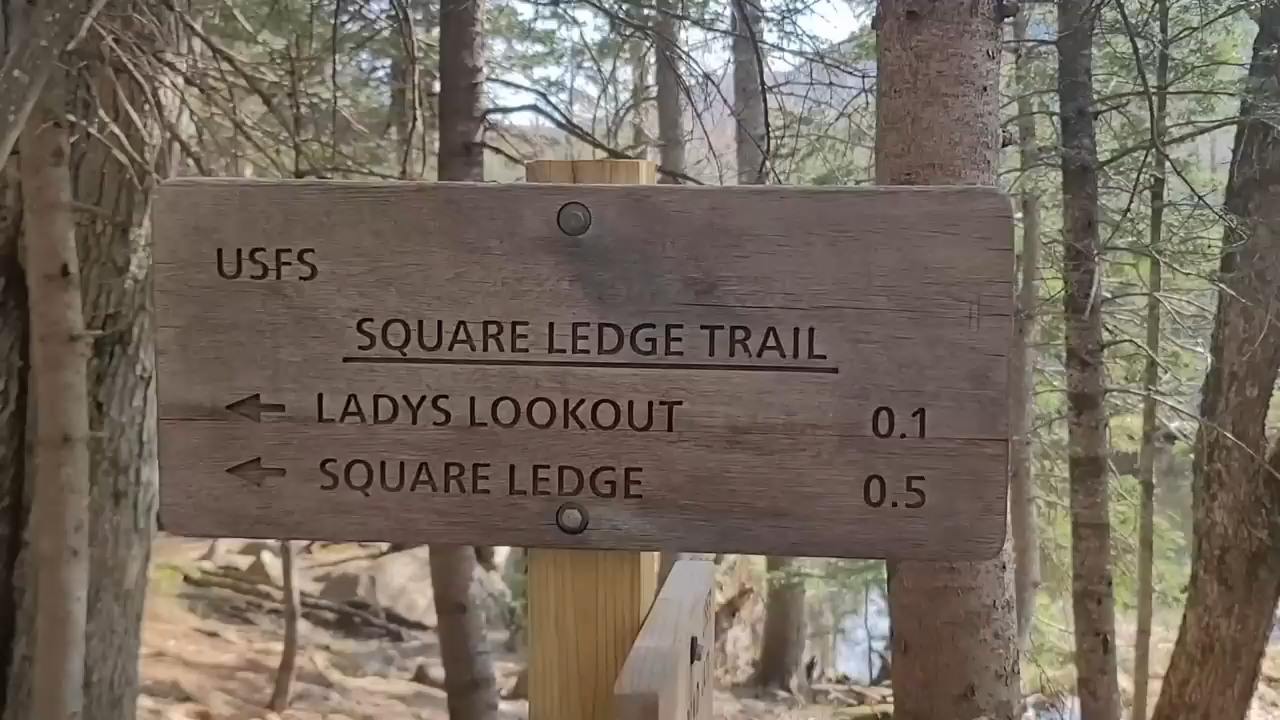 USFS
SQUARE LEDGE TRAIL
← LADYS LOOKOUT 0.1
← SQUARE LEDGE 0.5